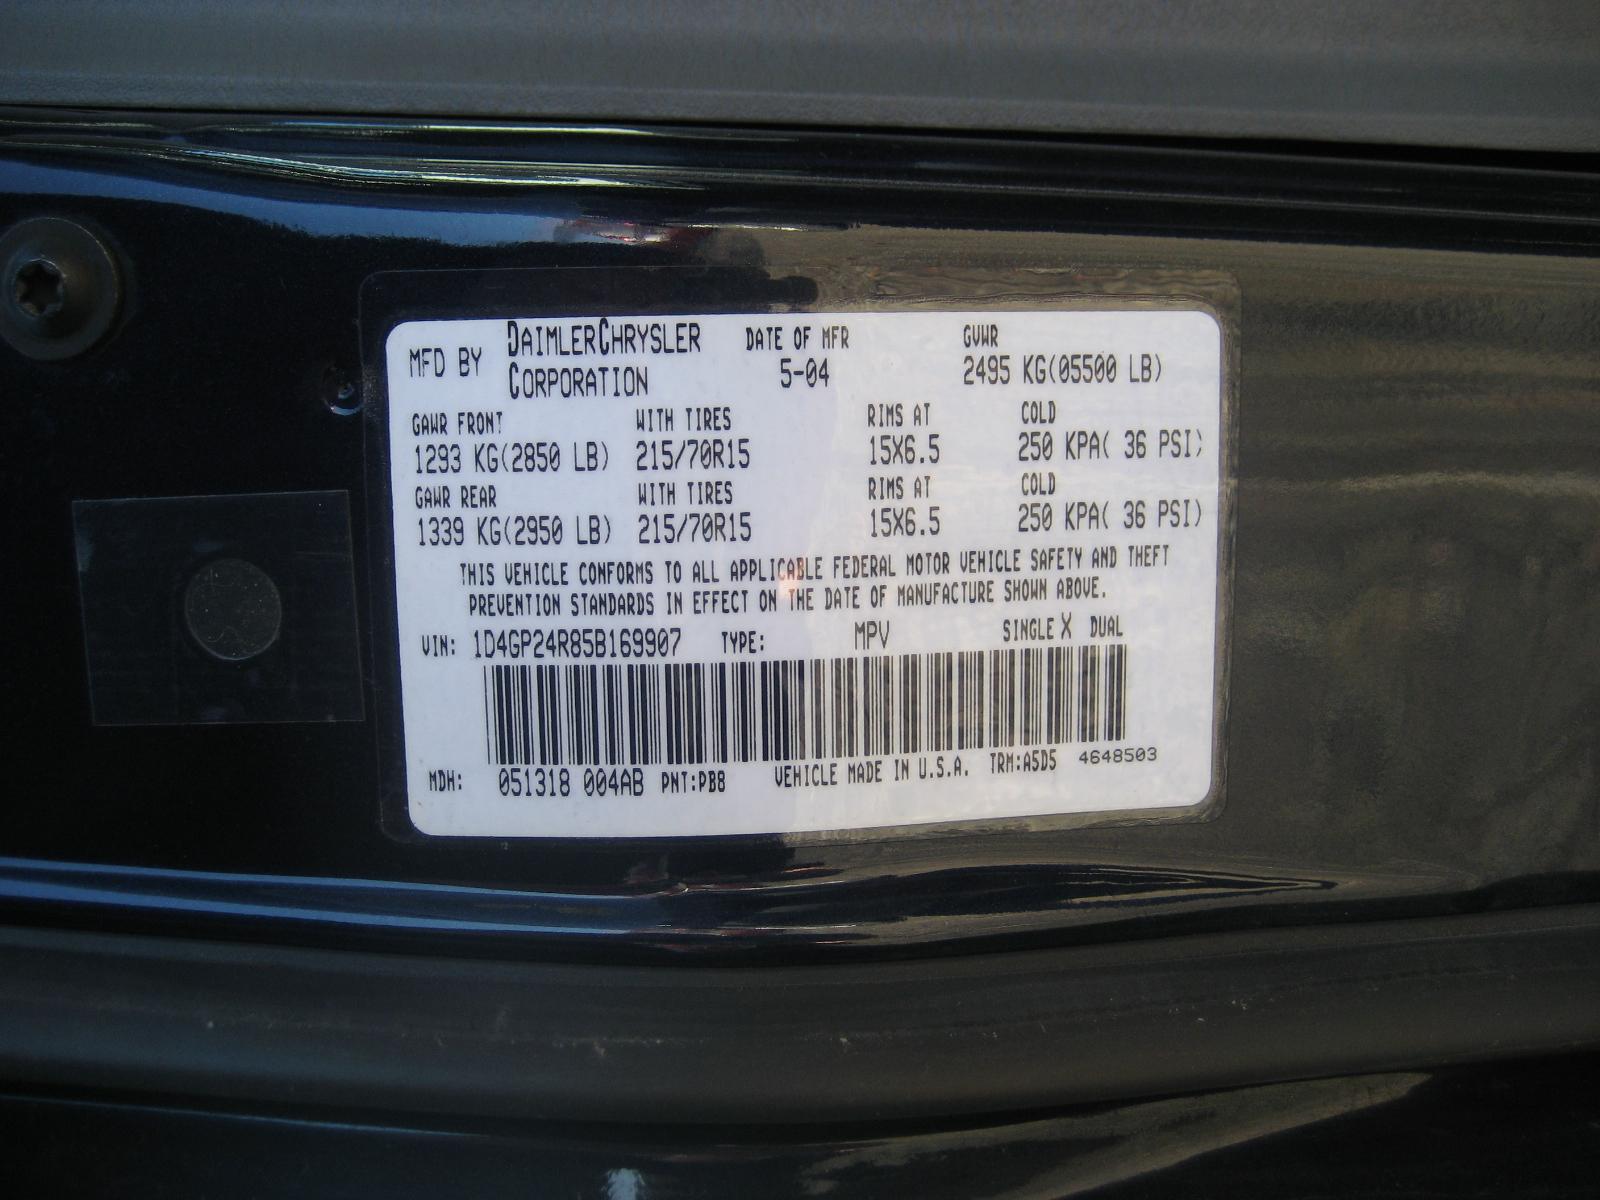 MFD BY DAIMLERCHRYSLER CORPORATION DATE OF MFR 5-04 GVWR 2495 KG(05500 LB)
GAWR FRONT WITH TIRES RIMS AT COLD
1293 KG(2850 LB) 215/70R15 15X6.5 250 KPA( 36 PSI)
GAWR REAR WITH TIRES RIMS AT COLD
1339 KG(2950 LB) 215/70R15 15X6.5 250 KPA( 36 PSI)
THIS VEHICLE CONFORMS TO ALL APPLICABLE FEDERAL MOTOR VEHICLE SAFETY AND THEFT
PREVENTION STANDARDS IN EFFECT ON THE DATE OF MANUFACTURE SHOWN ABOVE.
VIN: 1D4GP24R85B169907 TYPE: MPV SINGLE X DUAL
MDH: 051318 004AB PNT:PB8 VEHICLE MADE IN U.S.A. TRM:A5D5 4648503